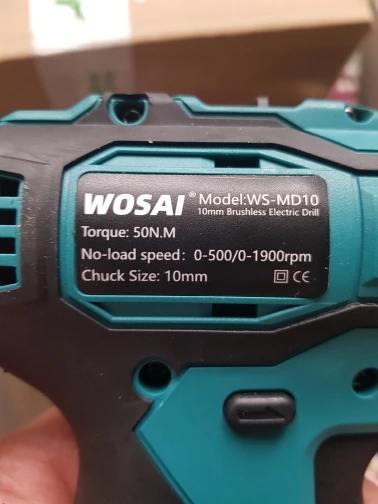 WOSAI® Model:WS-MD10
10mm Brushless Electric Drill
Torque: 50N.M
No-load speed: 0-500/0-1900rpm
Chuck Size: 10mm CE